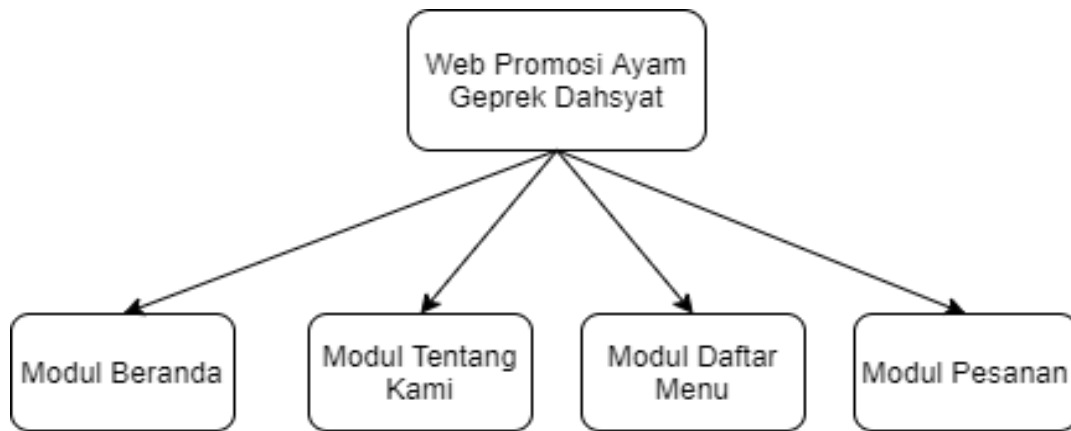 Web Promosi Ayam
Geprek Dahsyat
Modul Beranda
Modul Tentang
Kami
Modul Daftar
Menu
Modul Pesanan